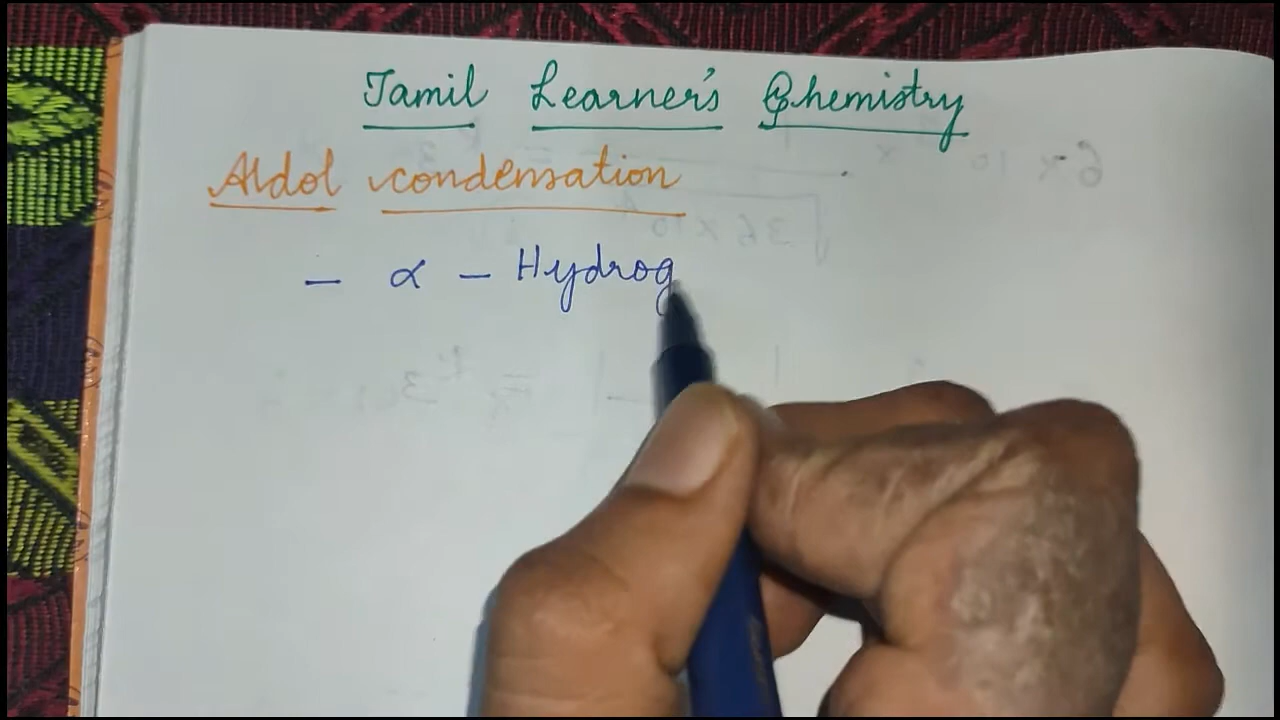 Tamil Learner's Chemistry
Aldol condensation
- α - Hydrog